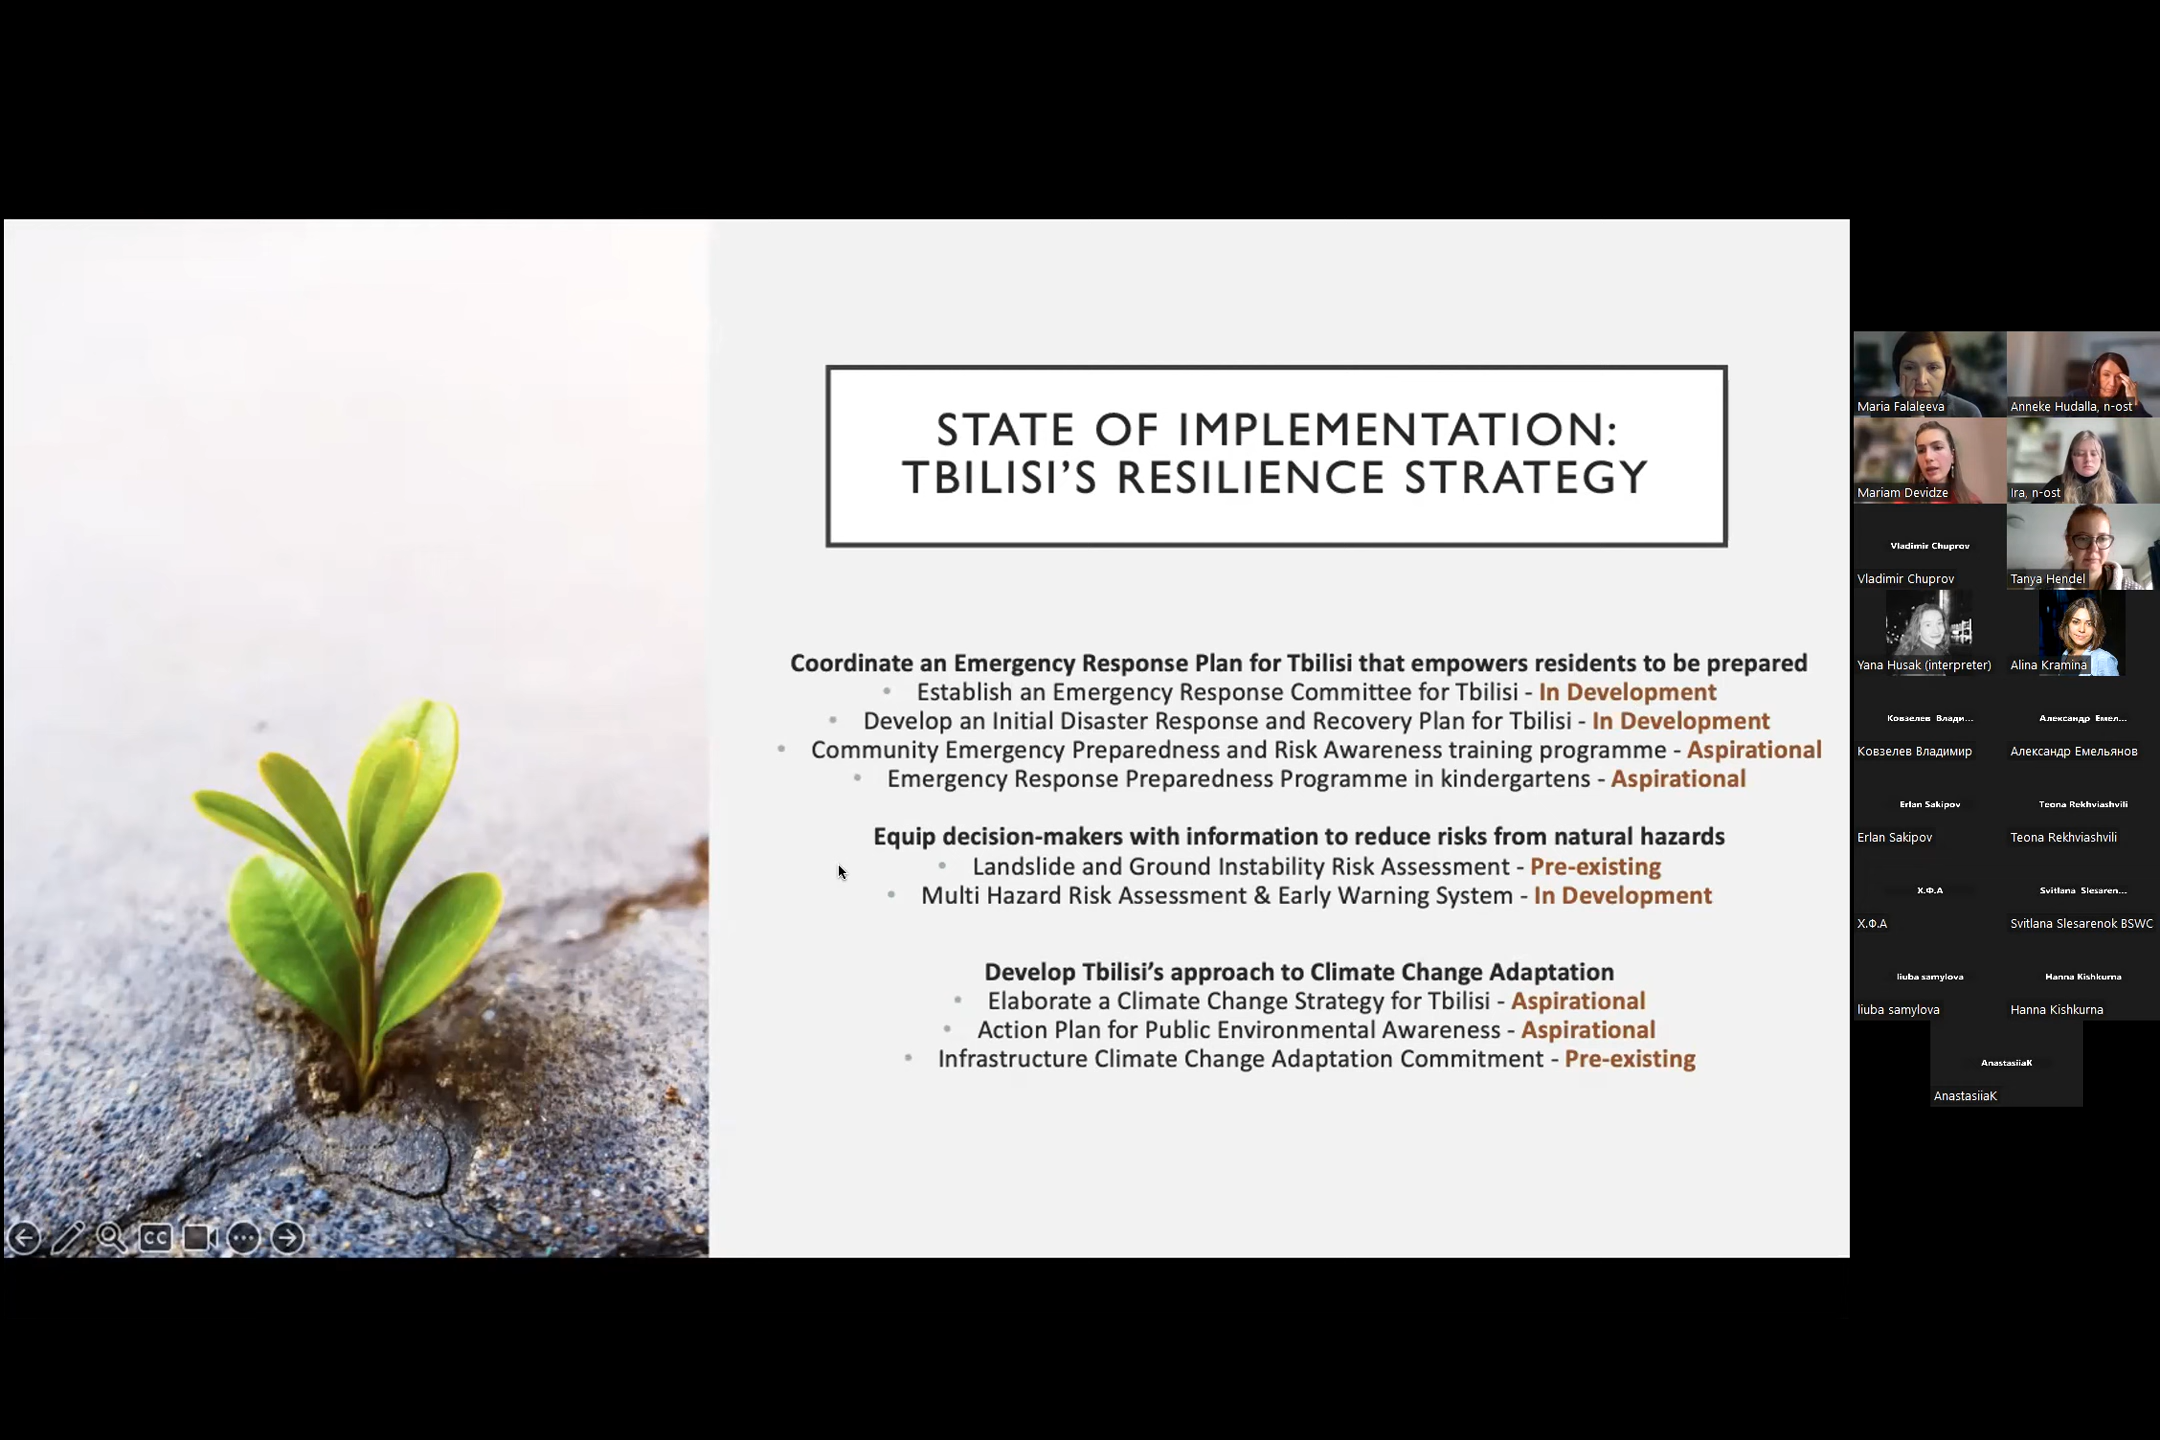 STATE OF IMPLEMENTATION:
TBILISI'S RESILIENCE STRATEGY
Coordinate an Emergency Response Plan for Tbilisi that empowers residents to be prepared
• Establish an Emergency Response Committee for Tbilisi - In Development
• Develop an Initial Disaster Response and Recovery Plan for Tbilisi - In Development
• Community Emergency Preparedness and Risk Awareness training programme - Aspirational
• Emergency Response Preparedness Programme in kindergartens - Aspirational
Equip decision-makers with information to reduce risks from natural hazards
• Landslide and Ground Instability Risk Assessment - Pre-existing
• Multi Hazard Risk Assessment & Early Warning System - In Development
Develop Tbilisi's approach to Climate Change Adaptation
• Elaborate a Climate Change Strategy for Tbilisi - Aspirational
• Action Plan for Public Environmental Awareness - Aspirational
• Infrastructure Climate Change Adaptation Commitment - Pre-existing
CC
Maria Falaleeva
Anneke Hudalla, n-ost
Mariam Devidze
Ira, n-ost
Vladimir Chuprov
Vladimir Chuprov
Tanya Hendel
Yana Husak (interpreter)
Alina Kramina
Ковзелев Влади...
Ковзелев Владимир
Александр Емел...
Александр Емельянов
Erlan Sakipov
Erlan Sakipov
Teona Rekhviashvili
Teona Rekhviashvili
Х.Ф.А
Х.Ф.А
Svitlana Slesaren...
Svitlana Slesarenok BSWC
liuba samylova
liuba samylova
Hanna Kishkurna
Hanna Kishkurna
AnastasiiaK
AnastasiiaK